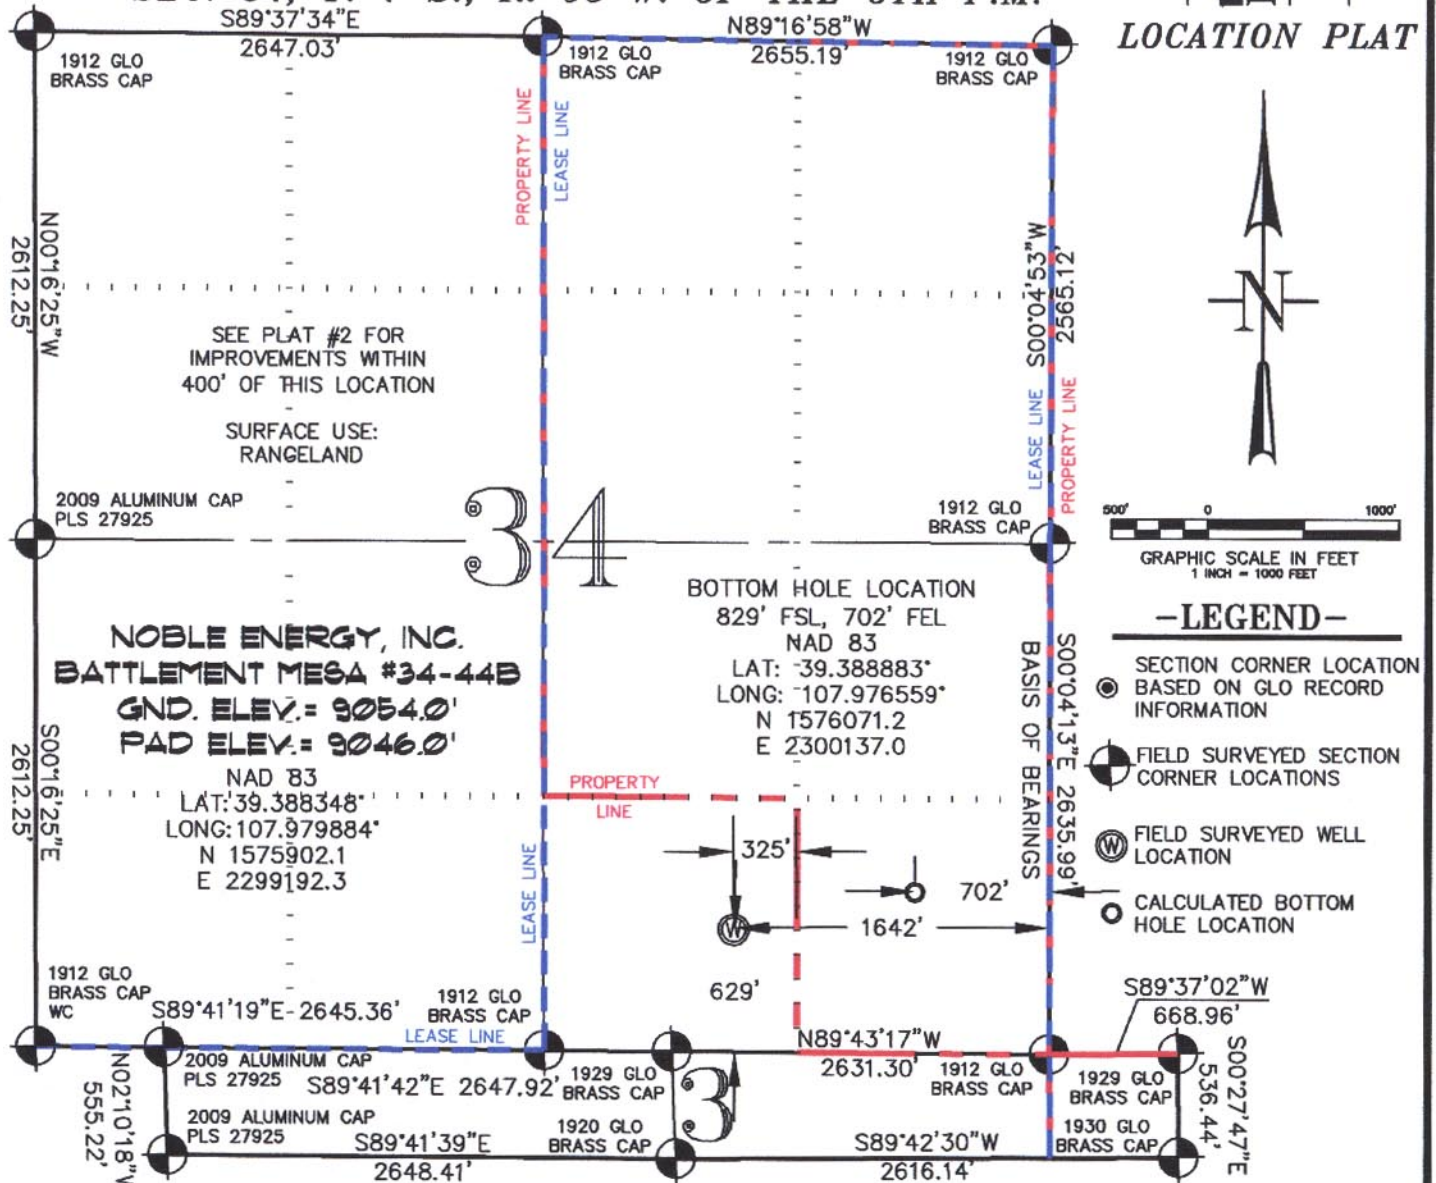 S89°37'34"E
2647.03'
N89°16'58"W
2655.19'
LOCATION PLAT
1912 GLO
BRASS CAP
1912 GLO
BRASS CAP
1912 GLO
BRASS CAP
PROPERTY LINE
LEASE LINE
N00°16'25"W
2612.25'
S00°04'53"W
2565.12'
N
SEE PLAT #2 FOR
IMPROVEMENTS WITHIN
400' OF THIS LOCATION
SURFACE USE:
RANGELAND
LEASE LINE
PROPERTY LINE
2009 ALUMINUM CAP
PLS 27925
34
1912 GLO
BRASS CAP
500' 0 1000'
GRAPHIC SCALE IN FEET
1 INCH = 1000 FEET
BOTTOM HOLE LOCATION
829' FSL, 702' FEL
NAD 83
LAT: 39.388883°
LONG: 107.976559°
N 1576071.2
E 2300137.0
NOBLE ENERGY, INC.
BATTLEMENT MESA #34-44B
GND. ELEV.= 9054.0'
PAD ELEV.= 9046.0'
NAD 83
LAT: 39.388348°
LONG: 107.979884°
N 1575902.1
E 2299192.3
S00°16'25"E
2612.25'
BASIS OF BEARINGS
S00°04'13"E 2635.99'
-LEGEND-
SECTION CORNER LOCATION
BASED ON GLO RECORD
INFORMATION
FIELD SURVEYED SECTION
CORNER LOCATIONS
W FIELD SURVEYED WELL
LOCATION
CALCULATED BOTTOM
HOLE LOCATION
PROPERTY
LINE
LEASE LINE
325'
702'
W
1642'
629'
1912 GLO
BRASS CAP
WC
S89°41'19"E-2645.36'
1912 GLO
BRASS CAP
LEASE LINE
N89°43'17"W
2631.30'
S89°37'02"W
668.96'
2009 ALUMINUM CAP
PLS 27925
S89°41'42"E 2647.92'
1929 GLO
BRASS CAP
3
1912 GLO
BRASS CAP
1929 GLO
BRASS CAP
S00°27'47"E
536.44'
N02°10'18"W
555.22'
2009 ALUMINUM CAP
PLS 27925
S89°41'39"E
2648.41'
1920 GLO
BRASS CAP
S89°42'30"W
2616.14'
1930 GLO
BRASS CAP